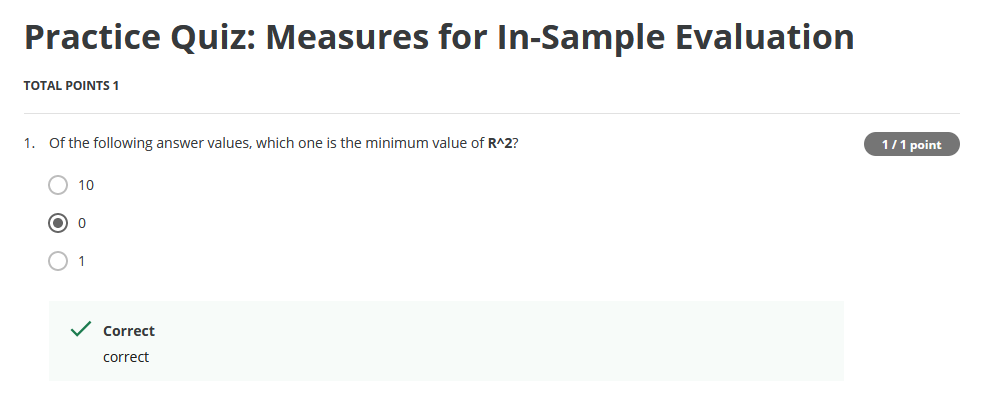 Practice Quiz: Measures for In-Sample Evaluation
TOTAL POINTS 1
1. Of the following answer values, which one is the minimum value of R^2?
1 / 1 point
10
0
1
Correct
correct